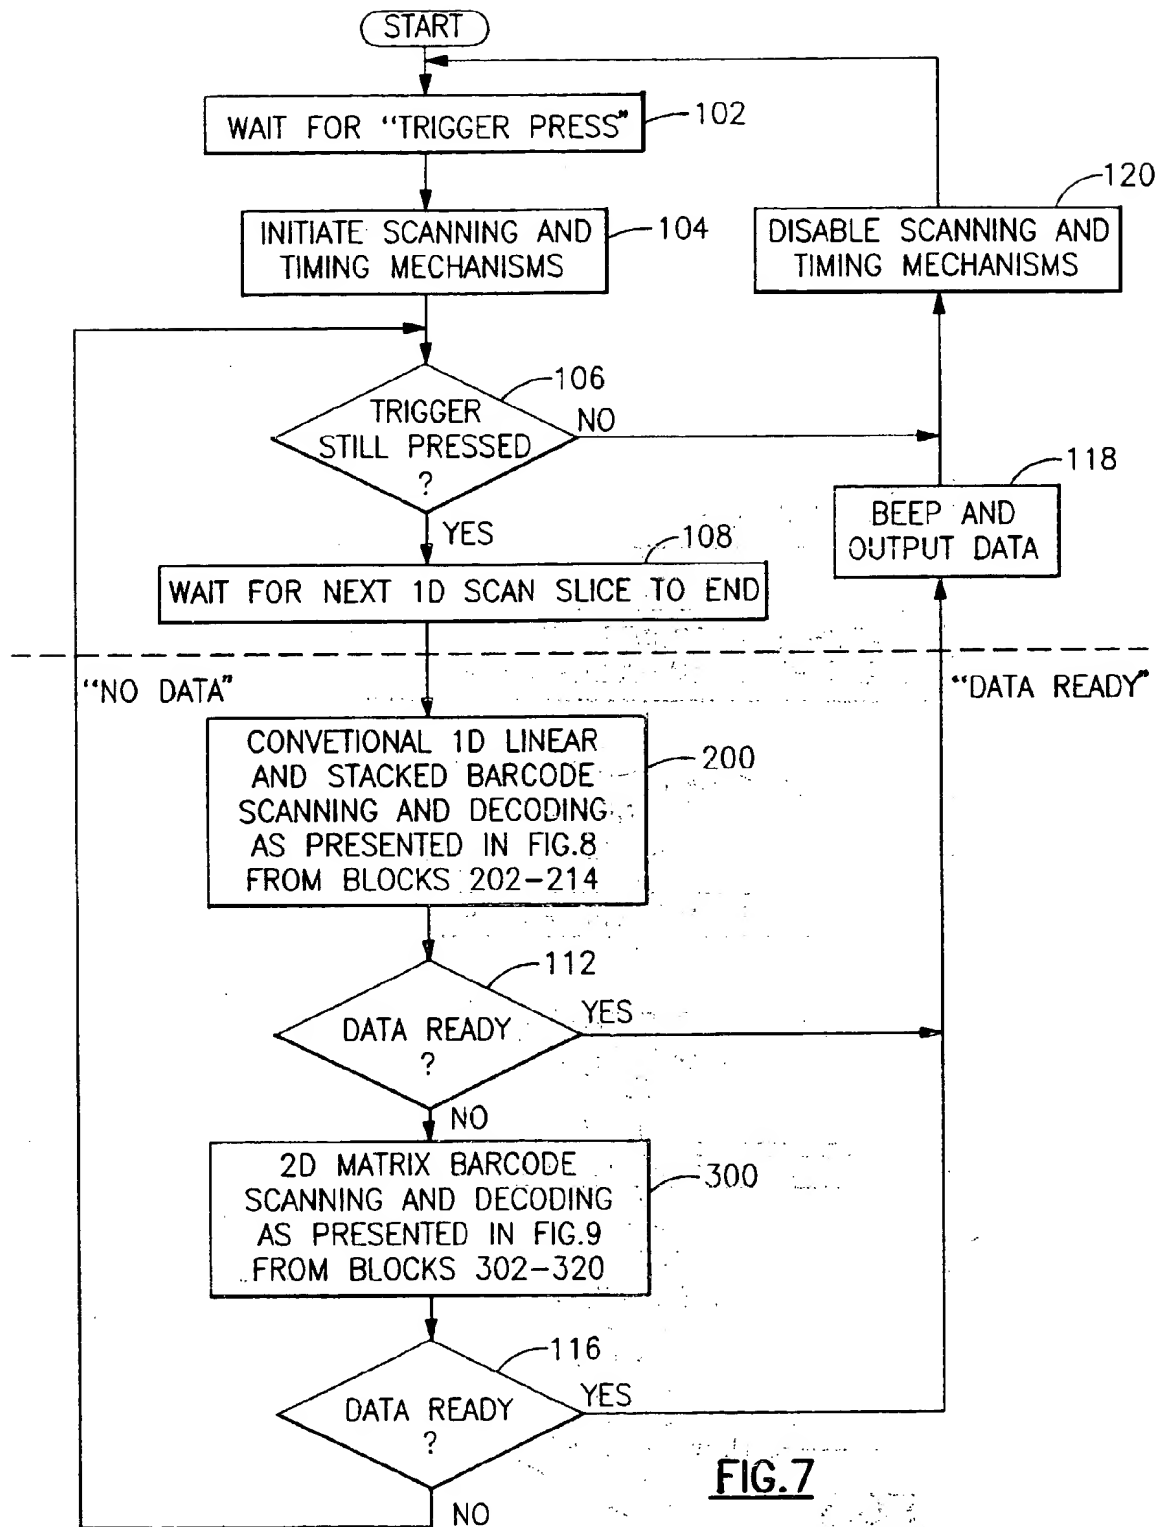 START
WAIT FOR “TRIGGER PRESS”
102
INITIATE SCANNING AND
TIMING MECHANISMS
104
DISABLE SCANNING AND
TIMING MECHANISMS
120
TRIGGER
STILL PRESSED
?
106
NO
YES
BEEP AND
OUTPUT DATA
118
WAIT FOR NEXT 1D SCAN SLICE TO END
108
“NO DATA”
“DATA READY”
CONVETIONAL 1D LINEAR
AND STACKED BARCODE
SCANNING AND DECODING
AS PRESENTED IN FIG.8
FROM BLOCKS 202-214
200
DATA READY
?
112
YES
NO
2D MATRIX BARCODE
SCANNING AND DECODING
AS PRESENTED IN FIG.9
FROM BLOCKS 302-320
300
DATA READY
?
116
YES
NO
FIG.7